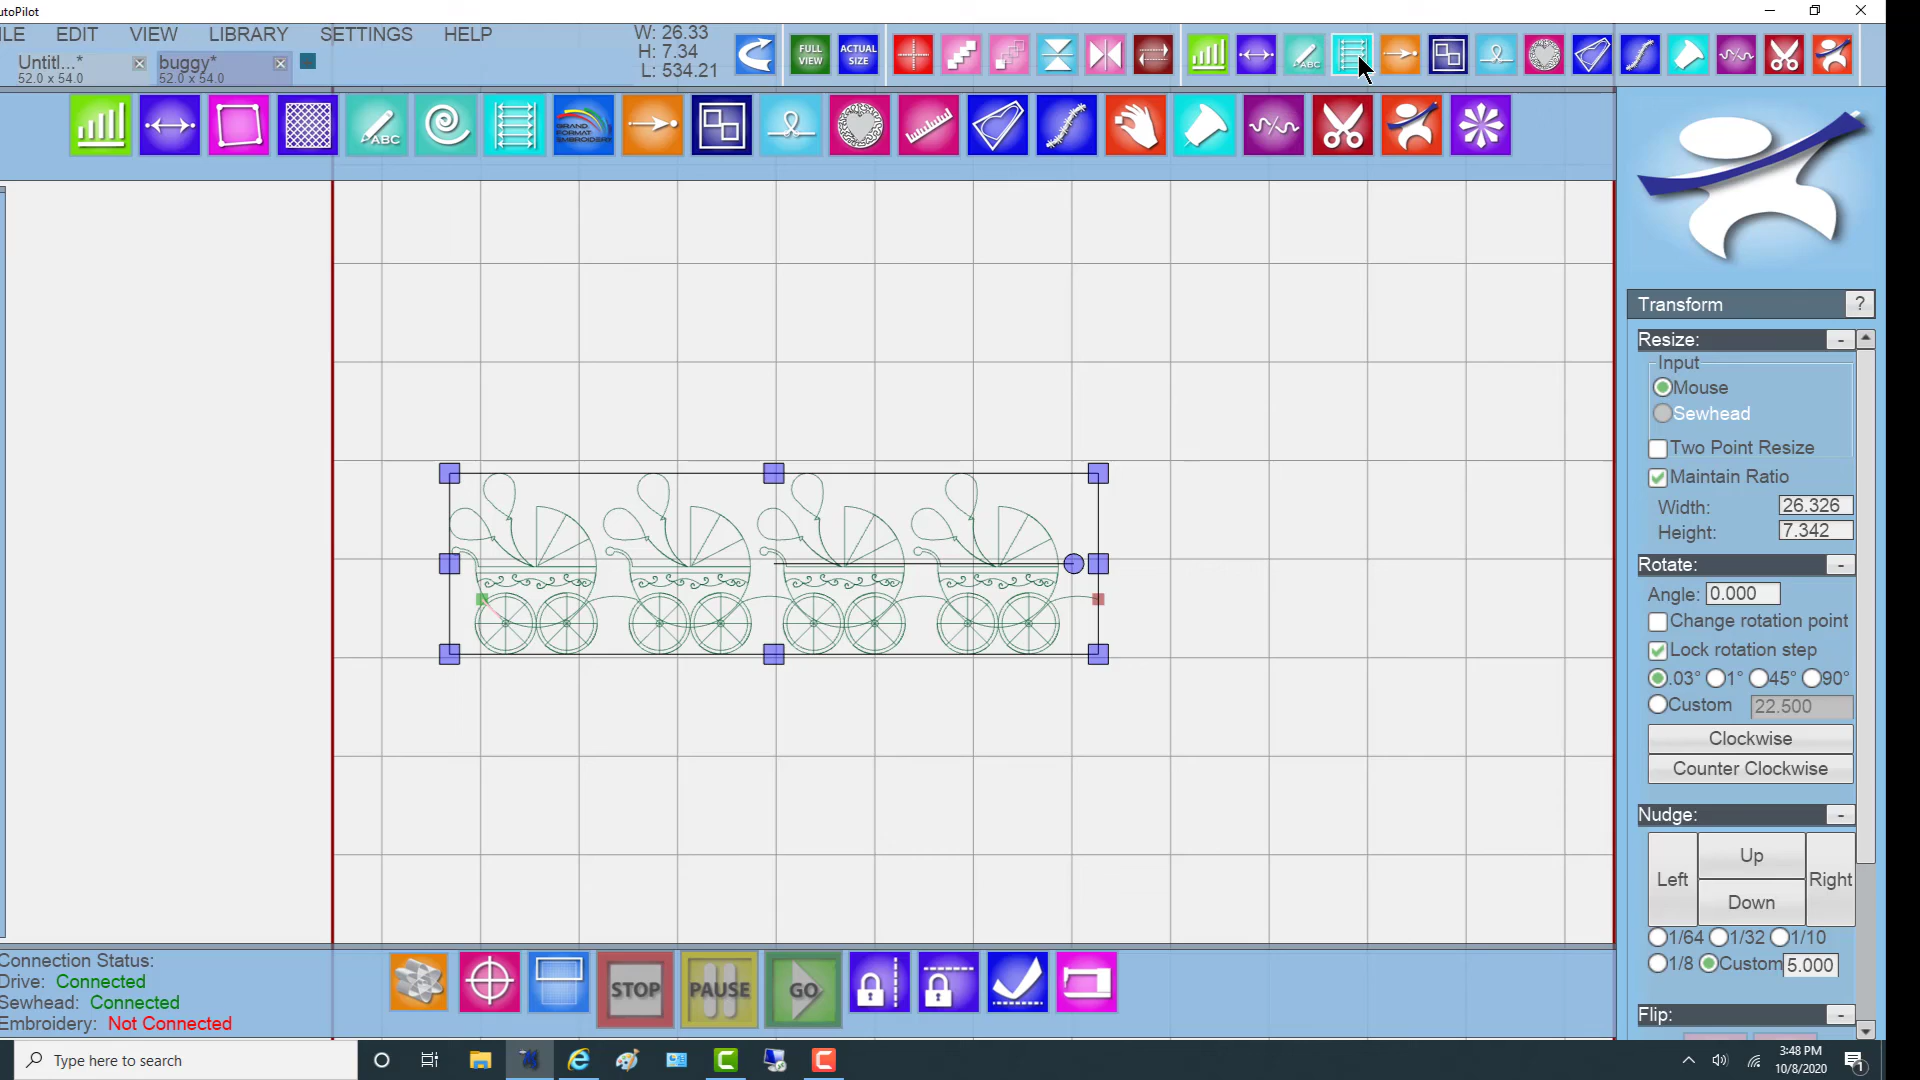 utoPilot
ILE EDIT VIEW LIBRARY SETTINGS HELP
W: 26.33
H: 7.34
L: 534.21
Untitl...*
52.0 x 54.0
buggy*
52.0 x 54.0
FULL VIEW
ACTUAL SIZE
ABC
ABC
GRAND FORMAT EMBROIDERY
Transform ?
Resize: -
Input
Mouse
Sewhead
Two Point Resize
Maintain Ratio
Width: 26.326
Height: 7.342
Rotate: -
Angle: 0.000
Change rotation point
Lock rotation step
.03° 1° 45° 90°
Custom 22.500
Clockwise
Counter Clockwise
Nudge: -
Up
Left Right
Down
1/64 1/32 1/10
1/8 Custom 5.000
Flip: -
Connection Status:
Drive: Connected
Sewhead: Connected
Embroidery: Not Connected
STOP
PAUSE
GO
Type here to search
3:48 PM
10/8/2020
1